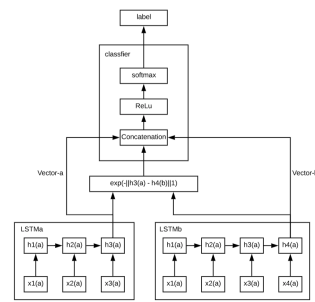 label
classfier
softmax
ReLu
Concatenation
Vector-a
exp(-||h3(a) - h4(b)||1)
LSTMa
h1(a) h2(a) h3(a)
x1(a) x2(a) x3(a)
LSTMb
h1(a) h2(a) h3(a) h4(a)
x1(a) x2(a) x3(a) x4(a)